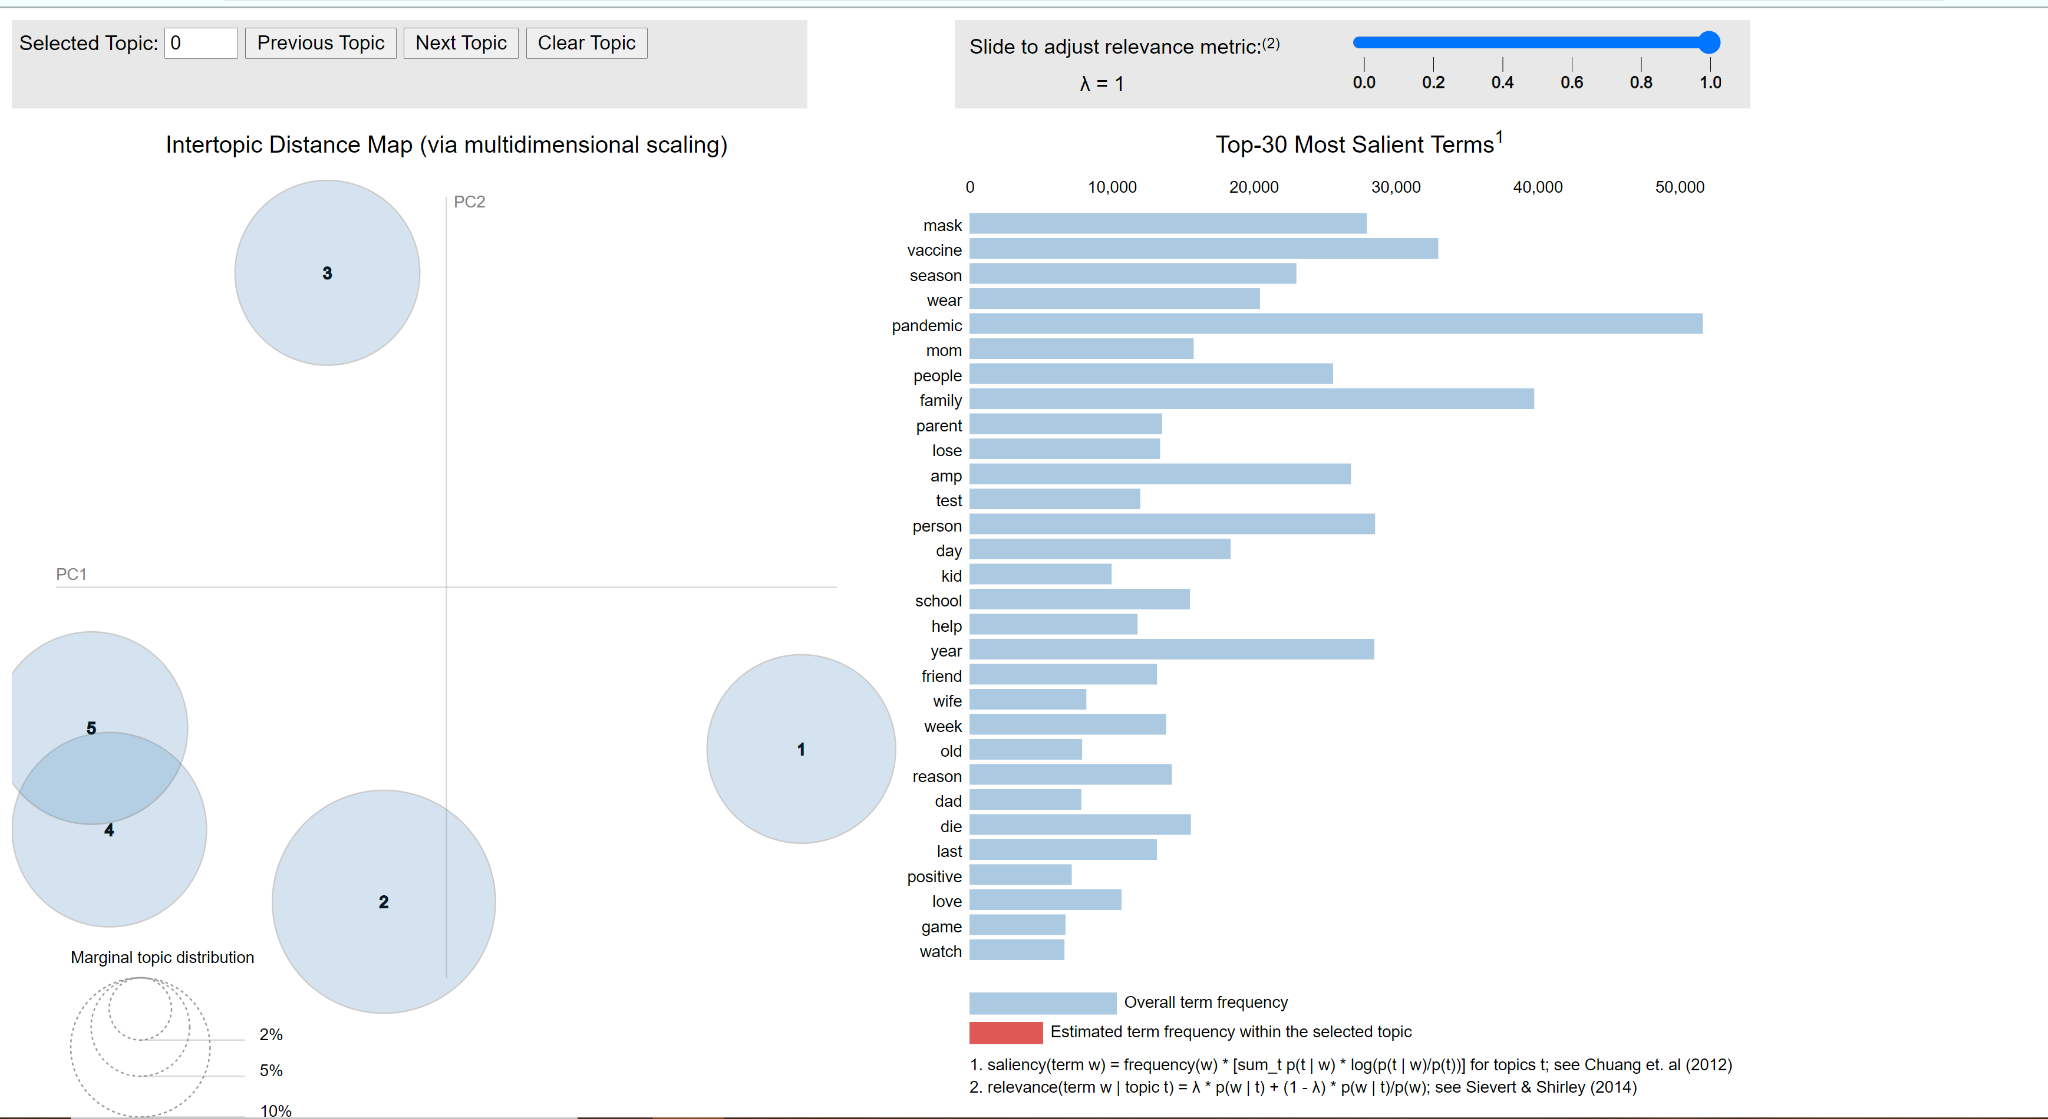 Selected Topic: 0 Previous Topic Next Topic Clear Topic
Slide to adjust relevance metric:(2)
λ = 1
0.0 0.2 0.4 0.6 0.8 1.0
Intertopic Distance Map (via multidimensional scaling)
PC2
PC1
3
5
4
2
1
Marginal topic distribution
2%
5%
10%
Top-30 Most Salient Terms1
0 10,000 20,000 30,000 40,000 50,000
mask
vaccine
season
wear
pandemic
mom
people
family
parent
lose
amp
test
person
day
kid
school
help
year
friend
wife
week
old
reason
dad
die
last
positive
love
game
watch
Overall term frequency
Estimated term frequency within the selected topic
1. saliency(term w) = frequency(w) * [sum_t p(t | w) * log(p(t | w)/p(t))] for topics t; see Chuang et. al (2012)
2. relevance(term w | topic t) = λ * p(w | t) + (1 - λ) * p(w | t)/p(w); see Sievert & Shirley (2014)